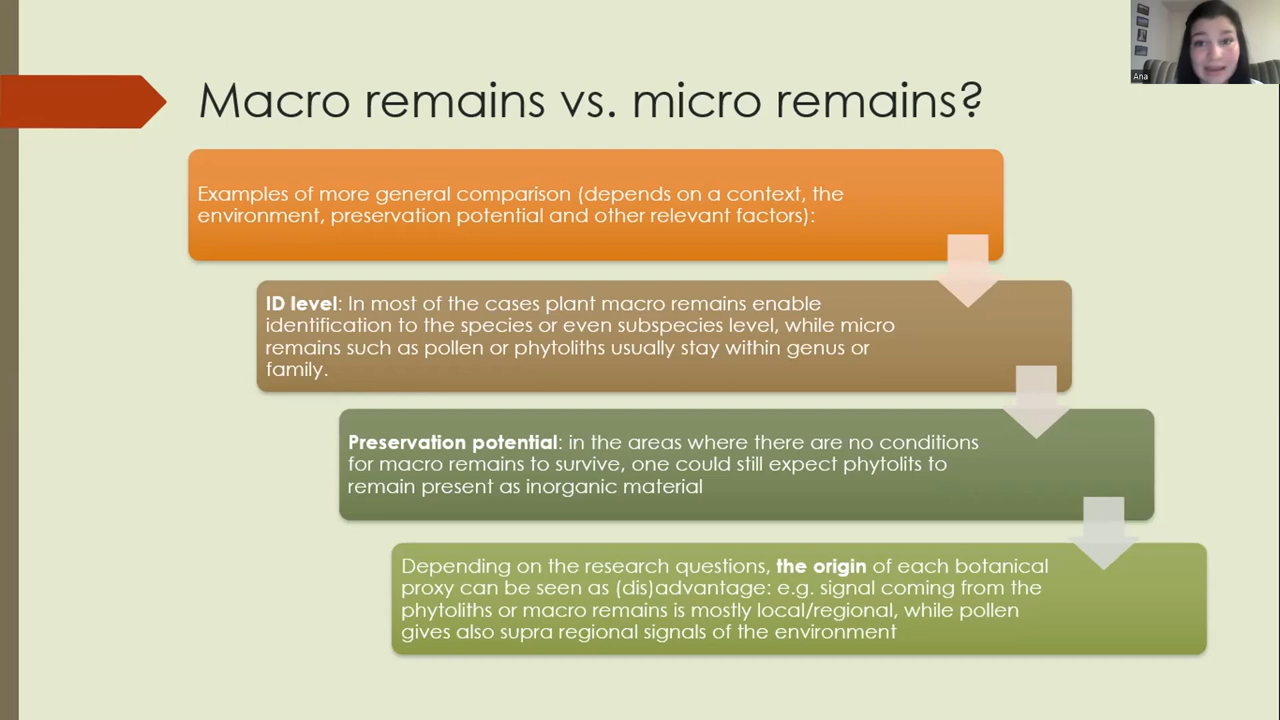 Ana
Macro remains vs. micro remains?
Examples of more general comparison (depends on a context, the
environment, preservation potential and other relevant factors):
ID level: In most of the cases plant macro remains enable
identification to the species or even subspecies level, while micro
remains such as pollen or phytoliths usually stay within genus or
family.
Preservation potential: in the areas where there are no conditions
for macro remains to survive, one could still expect phytolits to
remain present as inorganic material
Depending on the research questions, the origin of each botanical
proxy can be seen as (dis)advantage: e.g. signal coming from the
phytoliths or macro remains is mostly local/regional, while pollen
gives also supra regional signals of the environment